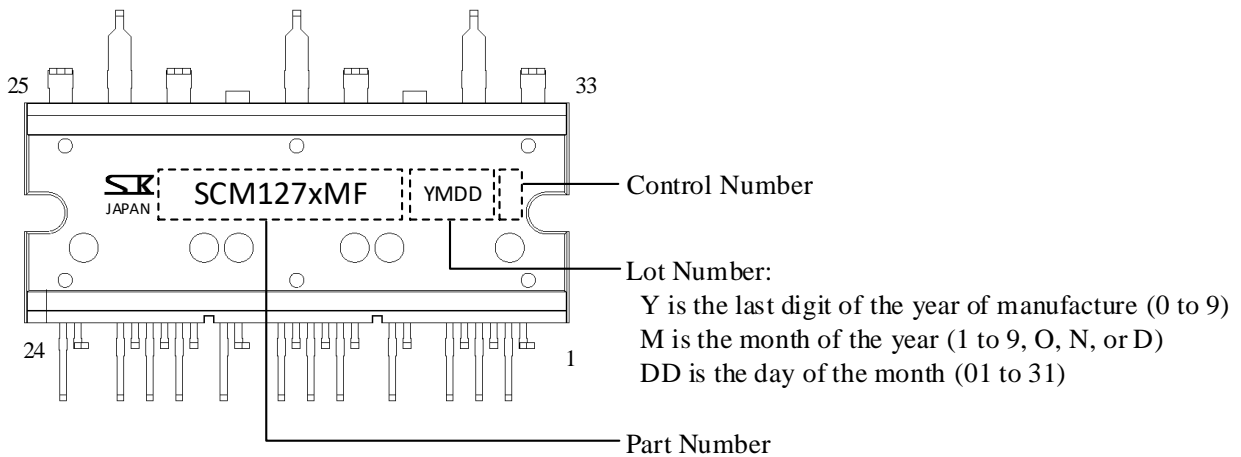 25
33
SK
JAPAN
SCM127xMF
YMDD
Control Number
Lot Number:
Y is the last digit of the year of manufacture (0 to 9)
M is the month of the year (1 to 9, O, N, or D)
DD is the day of the month (01 to 31)
24
1
Part Number